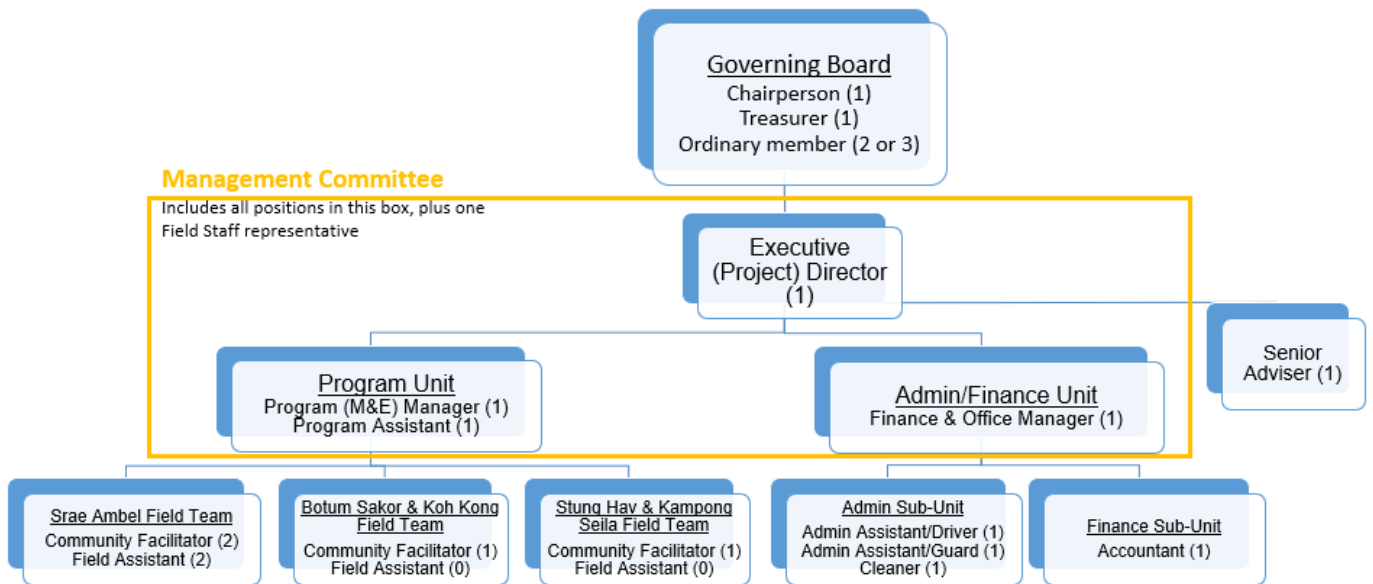 Governing Board
Chairperson (1)
Treasurer (1)
Ordinary member (2 or 3)
Management Committee
Includes all positions in this box, plus one
Field Staff representative
Executive
(Project) Director
(1)
Senior
Adviser (1)
Program Unit
Program (M&E) Manager (1)
Program Assistant (1)
Admin/Finance Unit
Finance & Office Manager (1)
Srae Ambel Field Team
Community Facilitator (2)
Field Assistant (2)
Botum Sakor & Koh Kong
Field Team
Community Facilitator (1)
Field Assistant (0)
Stung Hav & Kampong
Seila Field Team
Community Facilitator (1)
Field Assistant (0)
Admin Sub-Unit
Admin Assistant/Driver (1)
Admin Assistant/Guard (1)
Cleaner (1)
Finance Sub-Unit
Accountant (1)